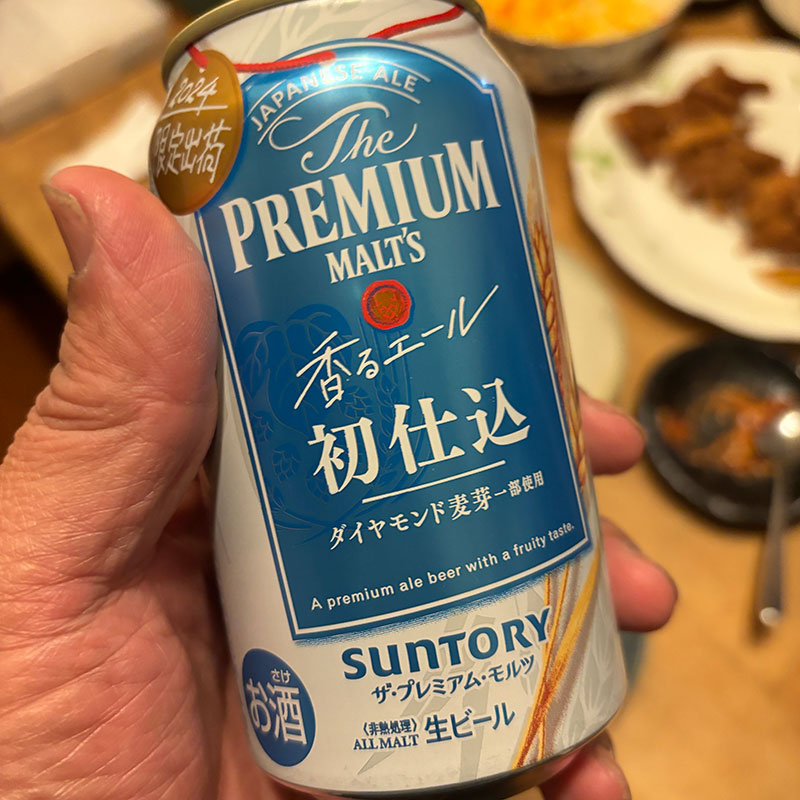 2024
限定出荷
JAPANESE ALE
The
PREMIUM
MALT'S
香るエール
初仕込
ダイヤモンド麦芽一部使用
A premium ale beer with a fruity taste.
SUNTORY
ザ・プレミアム・モルツ
〈非熱処理〉
ALL MALT 生ビール
さけ
お酒